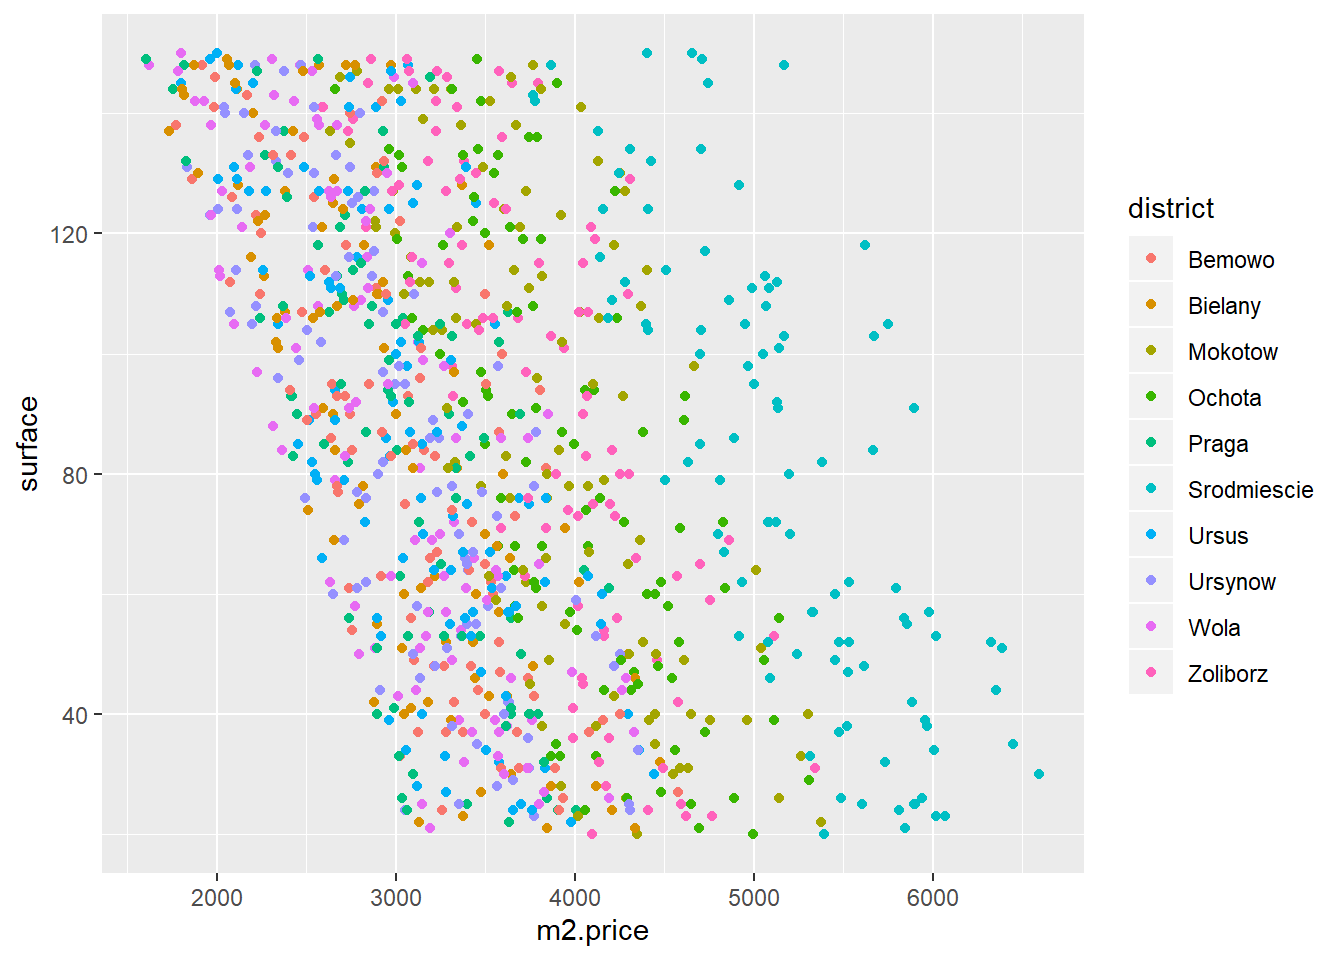 120
80
40
surface
2000 3000 4000 5000 6000
m2.price
district
Bemowo
Bielany
Mokotow
Ochota
Praga
Srodmiescie
Ursus
Ursynow
Wola
Zoliborz